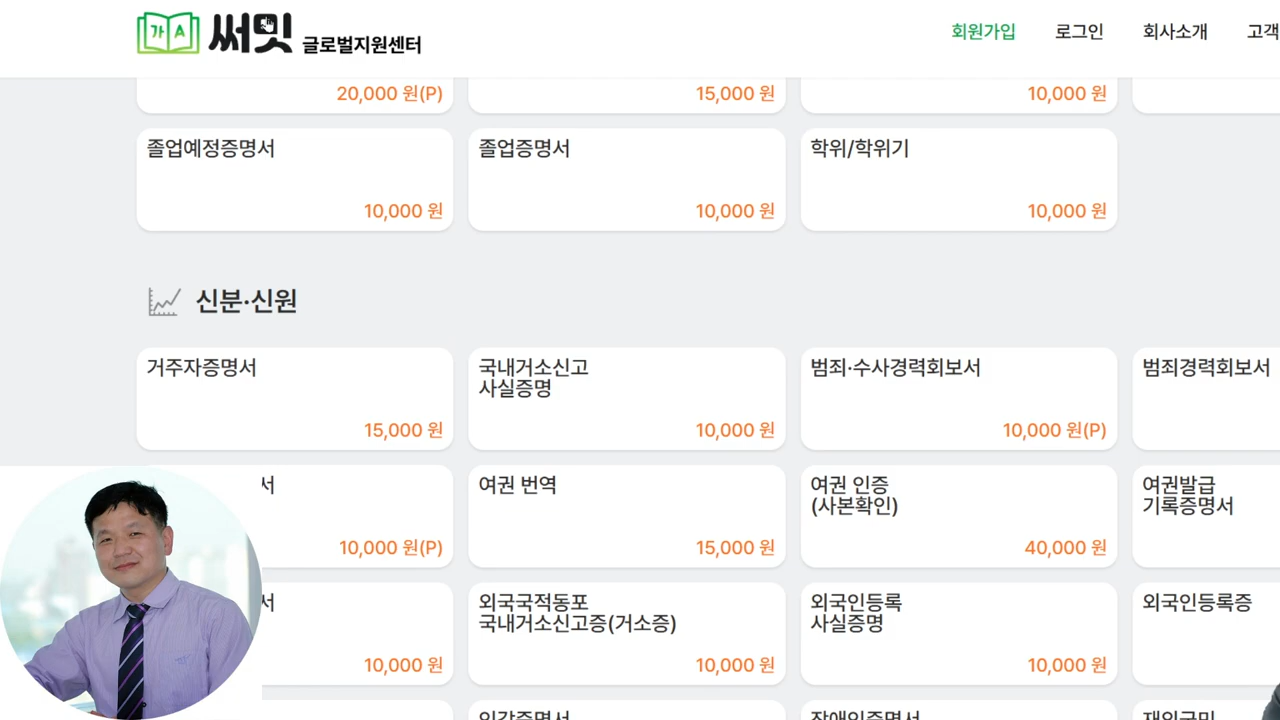 가 A 써밋 글로벌지원센터
회원가입 로그인 회사소개 고객
20,000 원(P) 15,000 원 10,000 원
졸업예정증명서 졸업증명서 학위/학위기
10,000 원 10,000 원 10,000 원
신분·신원
거주자증명서 국내거소신고 범죄·수사경력회보서 범죄경력회보서
사실증명
15,000 원 10,000 원 10,000 원(P)
서 여권 번역 여권 인증 여권발급
(사본확인) 기록증명서
10,000 원(P) 15,000 원 40,000 원
서 외국국적동포 외국인등록 외국인등록증
국내거소신고증(거소증) 사실증명
10,000 원 10,000 원 10,000 원